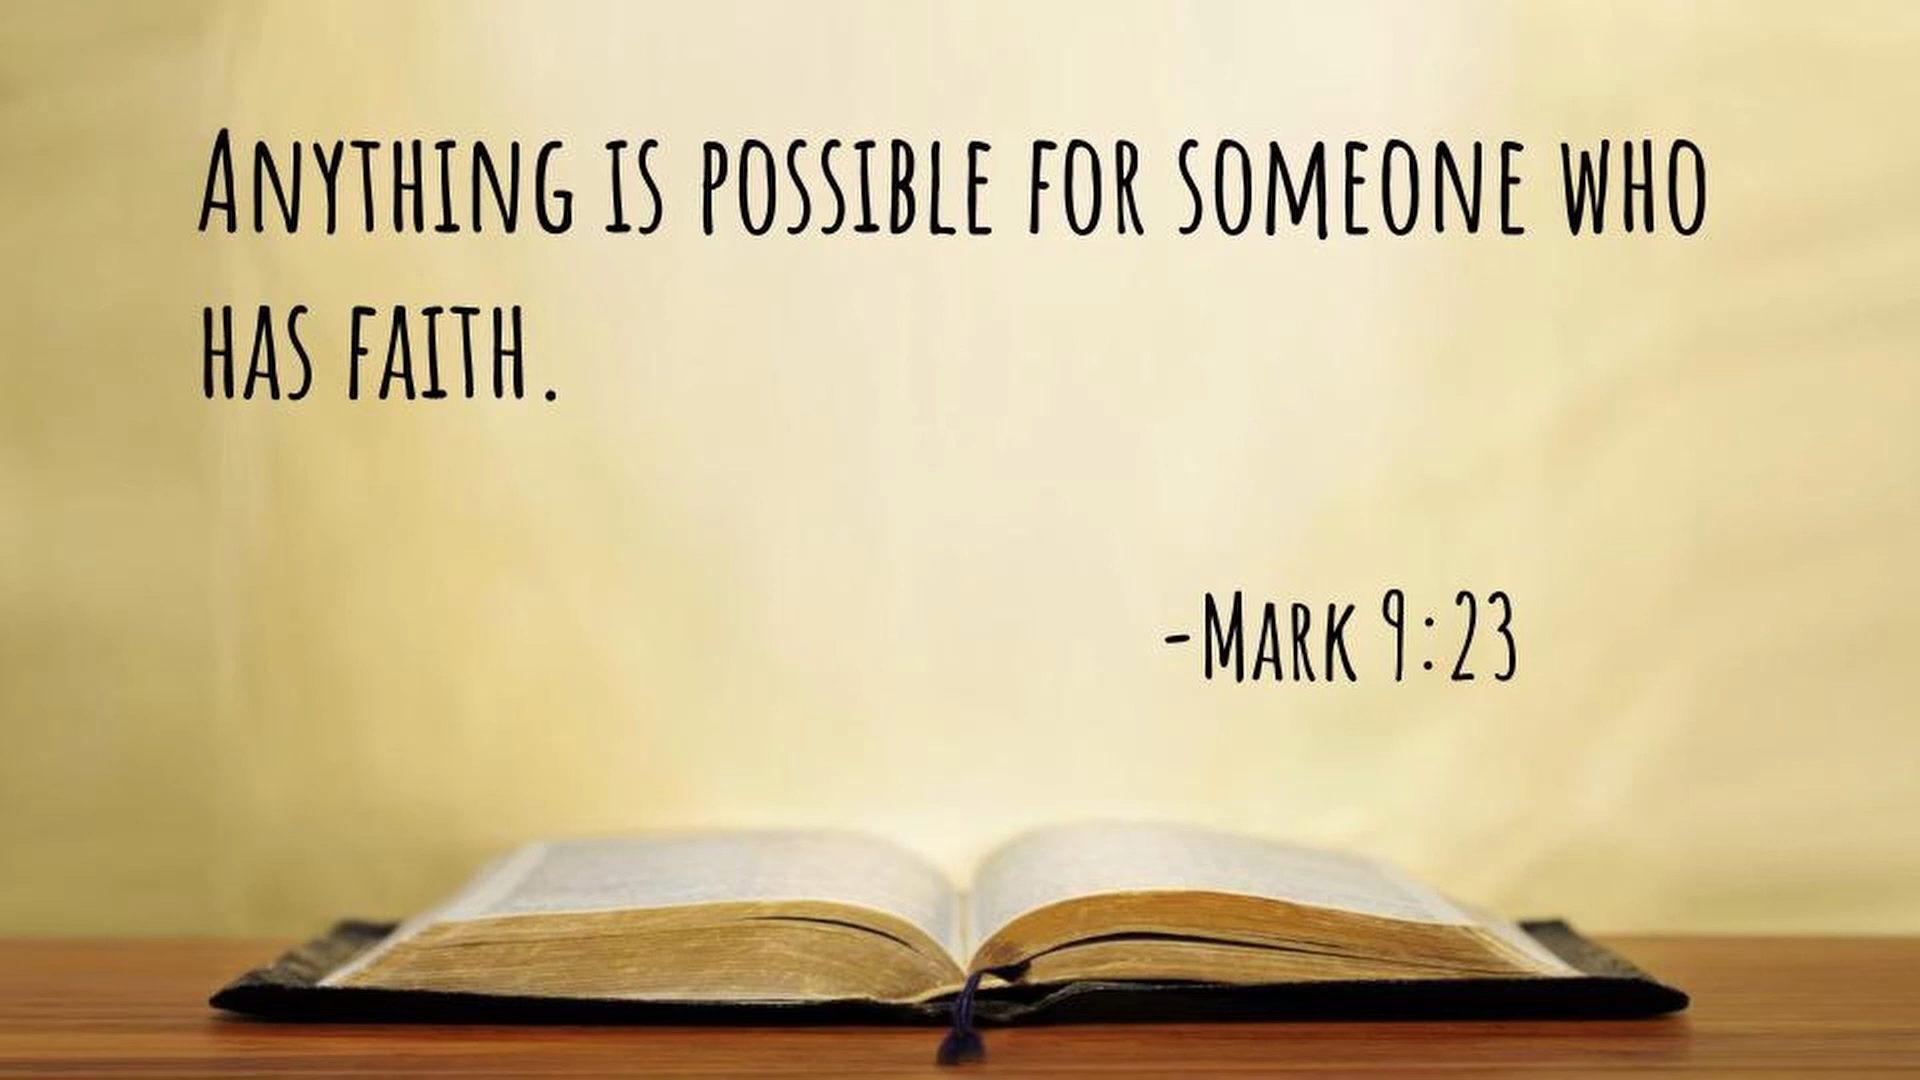 Anything is possible for someone who
has faith.
-Mark 9:23